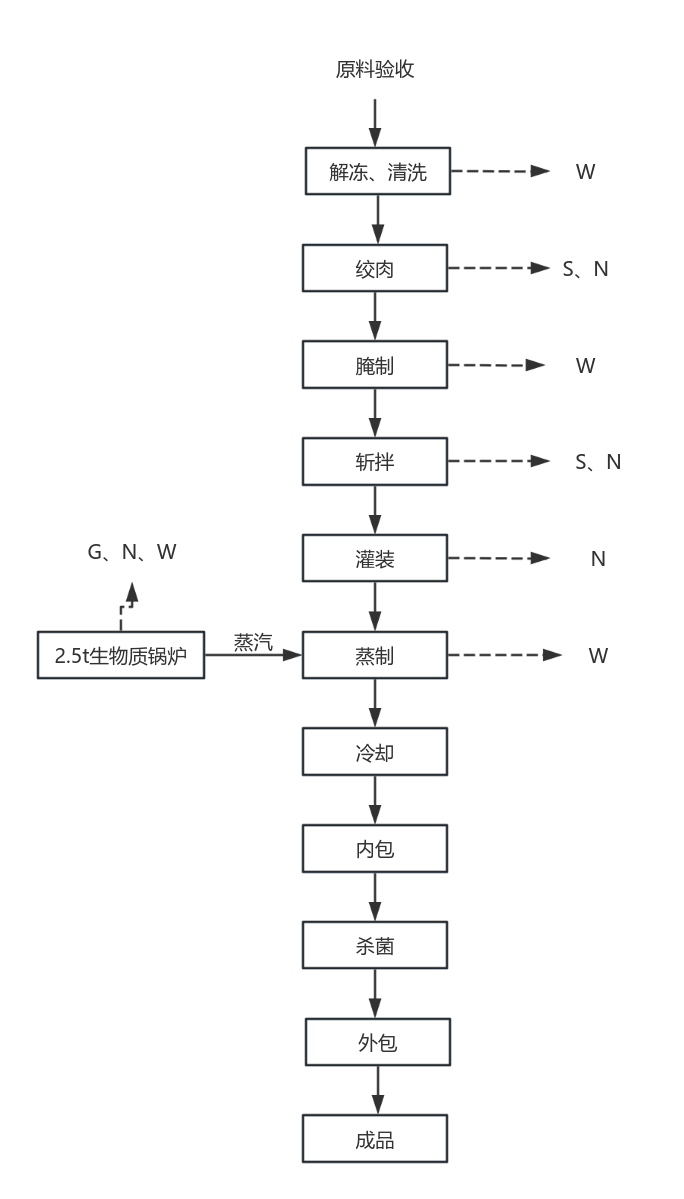 原料验收
解冻、清洗
W
绞肉
S、N
腌制
W
斩拌
S、N
灌装
N
G、N、W
2.5t生物质锅炉
蒸汽
蒸制
W
冷却
内包
杀菌
外包
成品